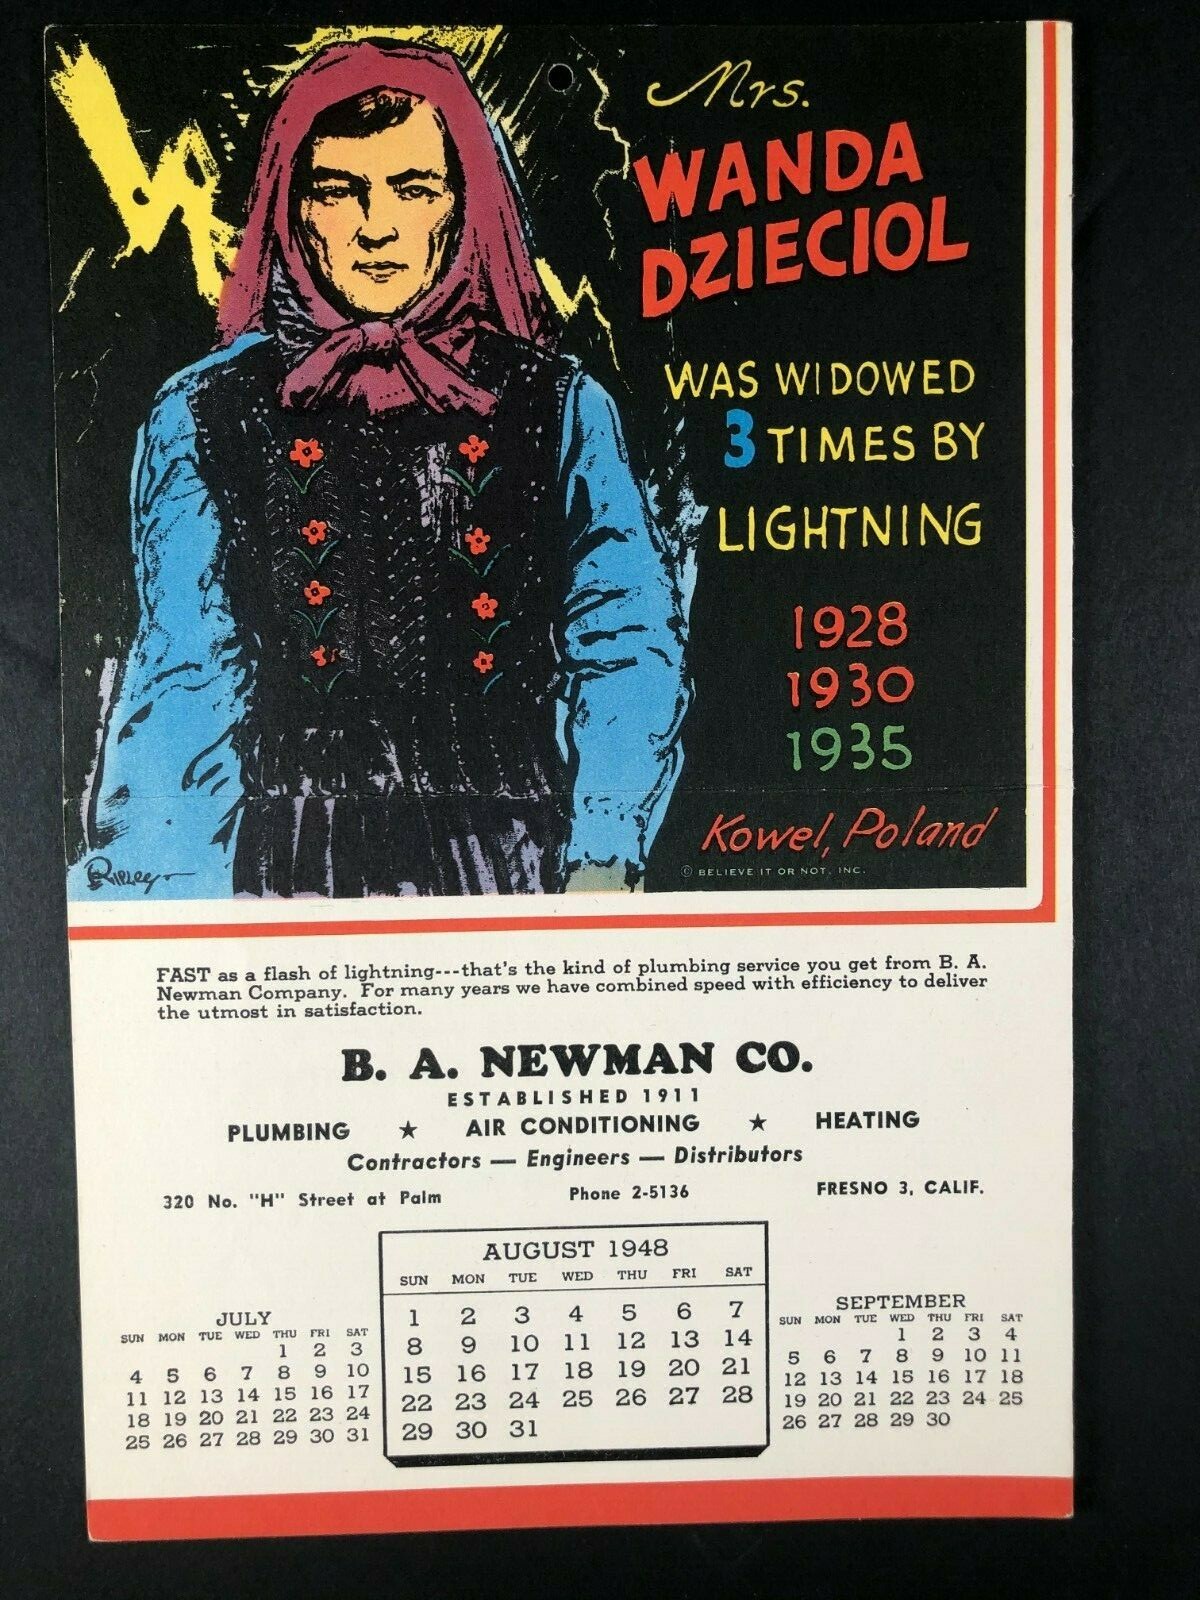 Mrs.
WANDA
DZIECIOL
WAS WIDOWED
3 TIMES BY
LIGHTNING
1928
1930
1935
Kowel, Poland
© BELIEVE IT OR NOT, INC.
Ripley
FAST as a flash of lightning---that's the kind of plumbing service you get from B. A.
Newman Company. For many years we have combined speed with efficiency to deliver
the utmost in satisfaction.
B. A. NEWMAN CO.
ESTABLISHED 1911
PLUMBING ★ AIR CONDITIONING ★ HEATING
Contractors — Engineers — Distributors
320 No. "H" Street at Palm Phone 2-5136 FRESNO 3, CALIF.
JULY
SUN MON TUE WED THU FRI SAT
1 2 3
4 5 6 7 8 9 10
11 12 13 14 15 16 17
18 19 20 21 22 23 24
25 26 27 28 29 30 31
AUGUST 1948
SUN MON TUE WED THU FRI SAT
1 2 3 4 5 6 7
8 9 10 11 12 13 14
15 16 17 18 19 20 21
22 23 24 25 26 27 28
29 30 31
SEPTEMBER
SUN MON TUE WED THU FRI SAT
1 2 3 4
5 6 7 8 9 10 11
12 13 14 15 16 17 18
19 20 21 22 23 24 25
26 27 28 29 30